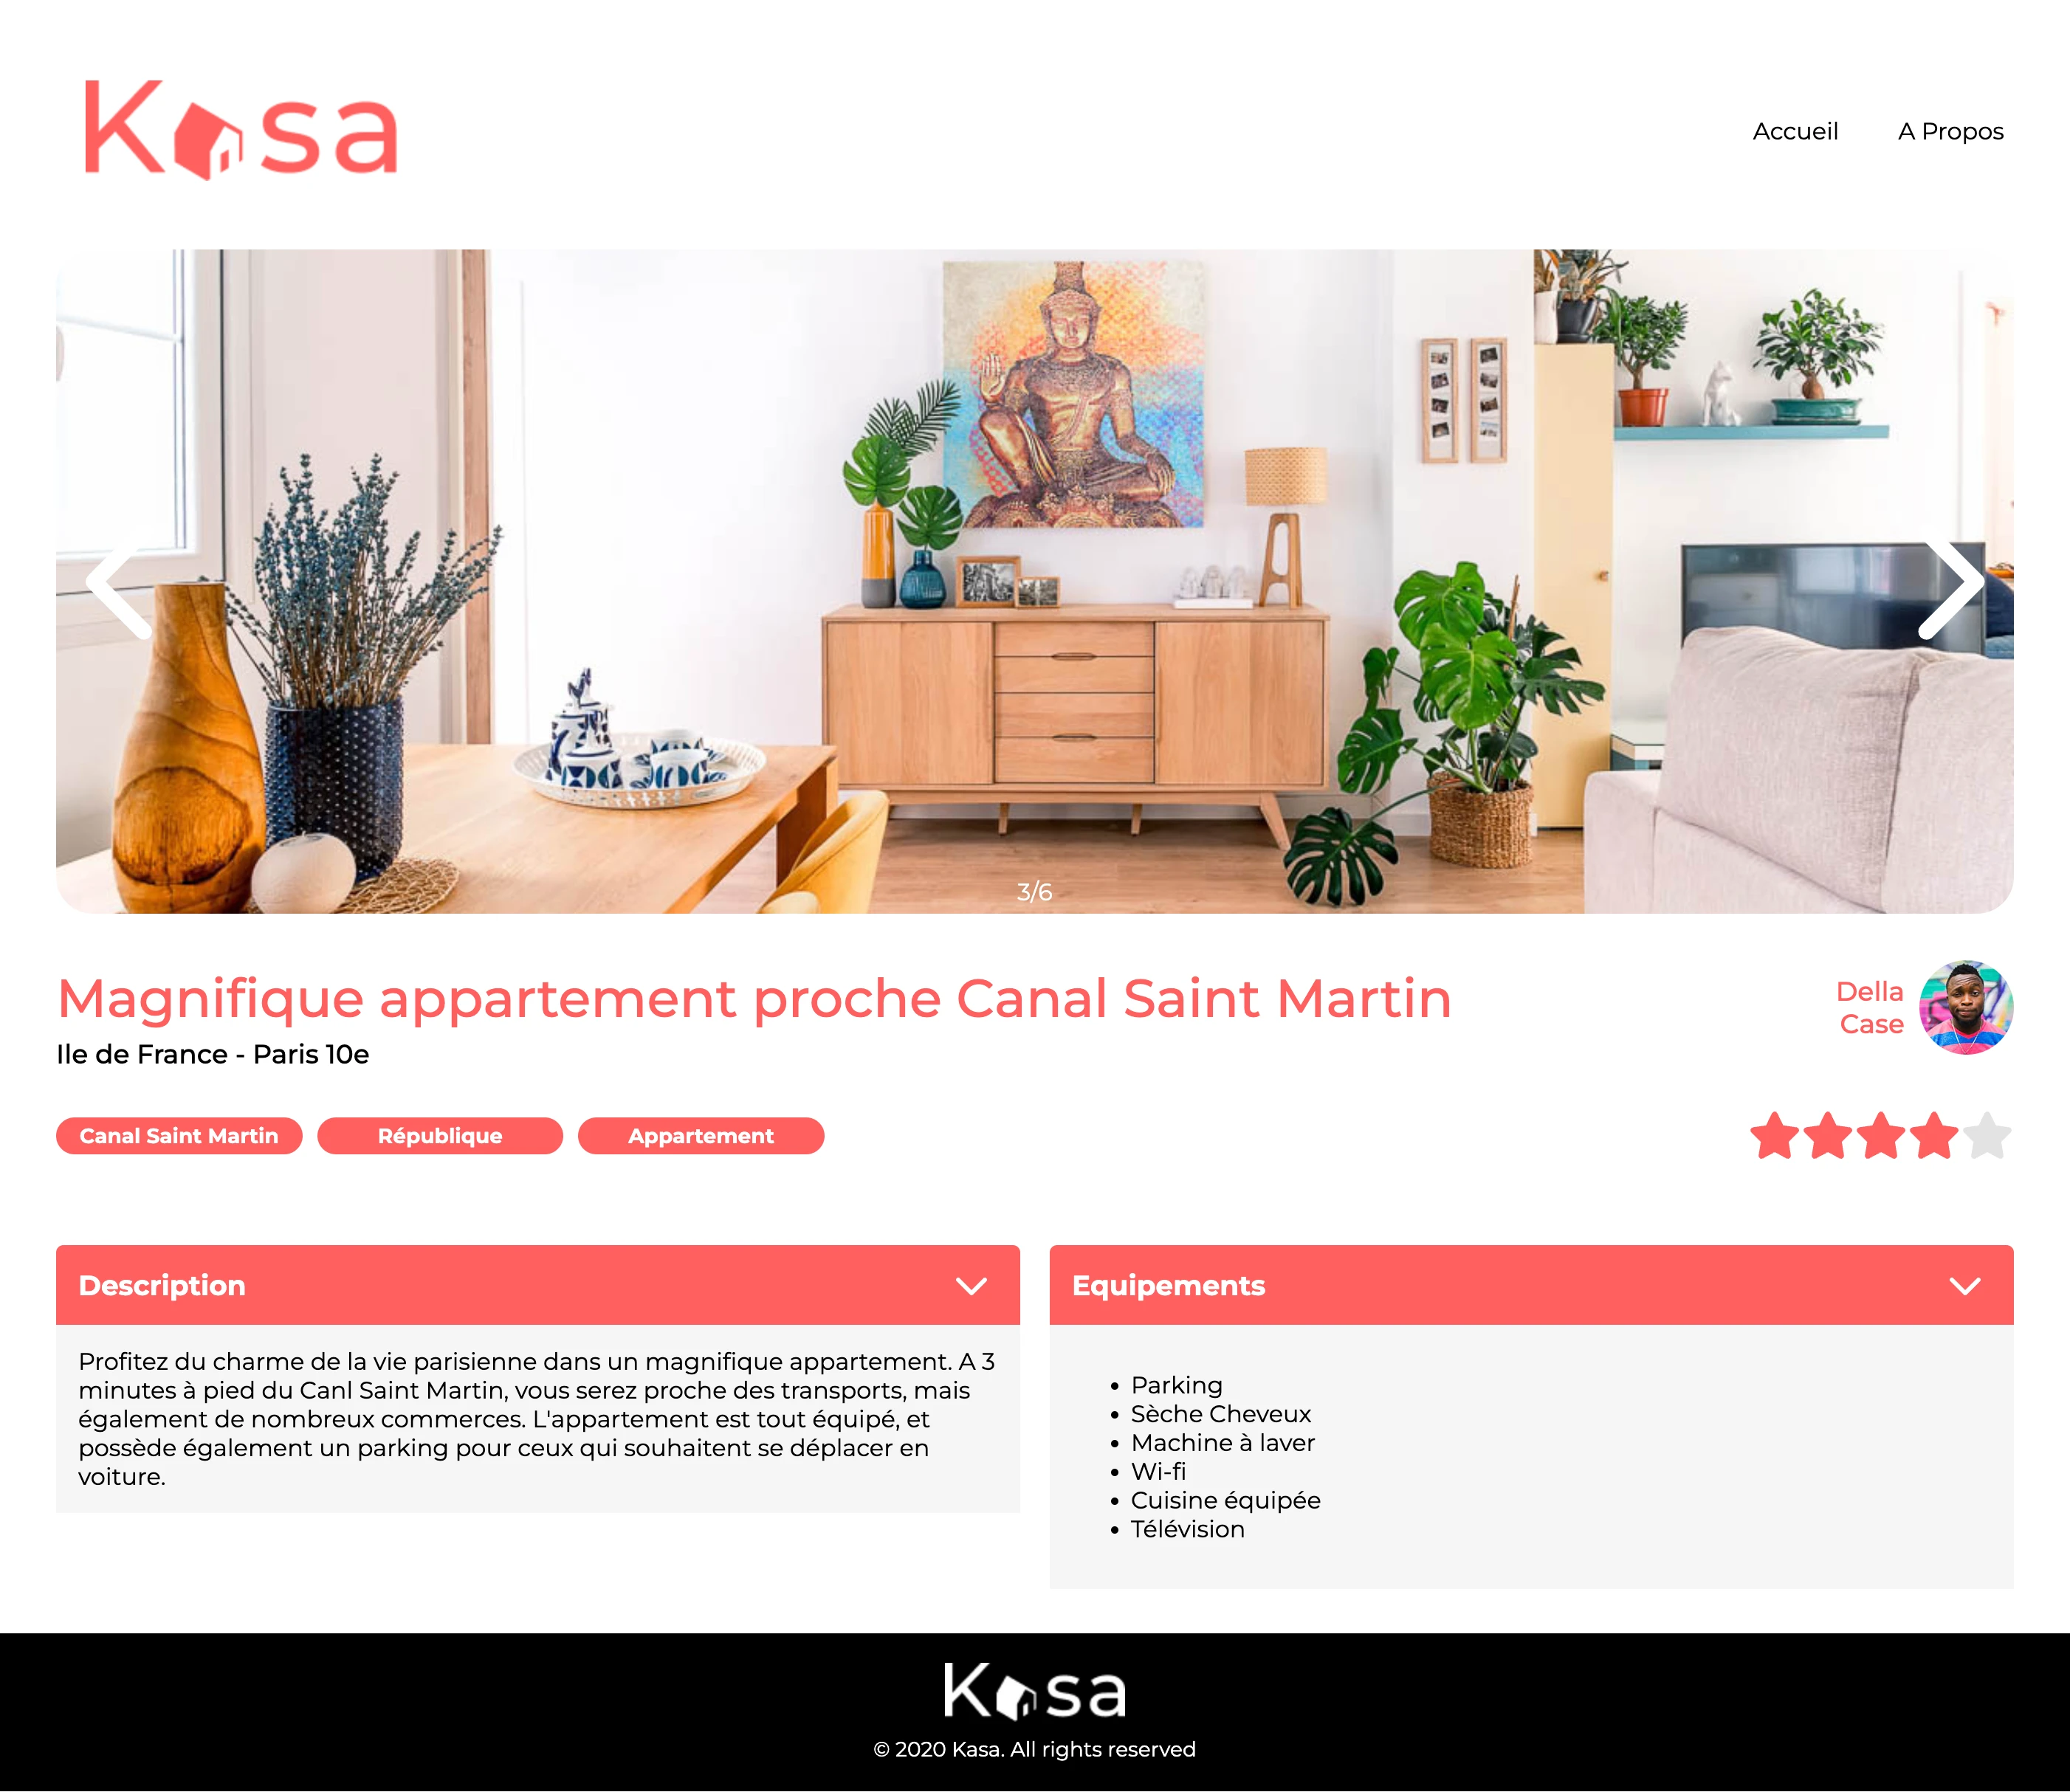 Kasa
Accueil
A Propos
3/6
Magnifique appartement proche Canal Saint Martin
Ile de France - Paris 10e
Della
Case
Canal Saint Martin
République
Appartement
Description
Profitez du charme de la vie parisienne dans un magnifique appartement. A 3
minutes à pied du Canl Saint Martin, vous serez proche des transports, mais
également de nombreux commerces. L'appartement est tout équipé, et
possède également un parking pour ceux qui souhaitent se déplacer en
voiture.
Equipements
Parking
Sèche Cheveux
Machine à laver
Wi-fi
Cuisine équipée
Télévision
Kasa
© 2020 Kasa. All rights reserved